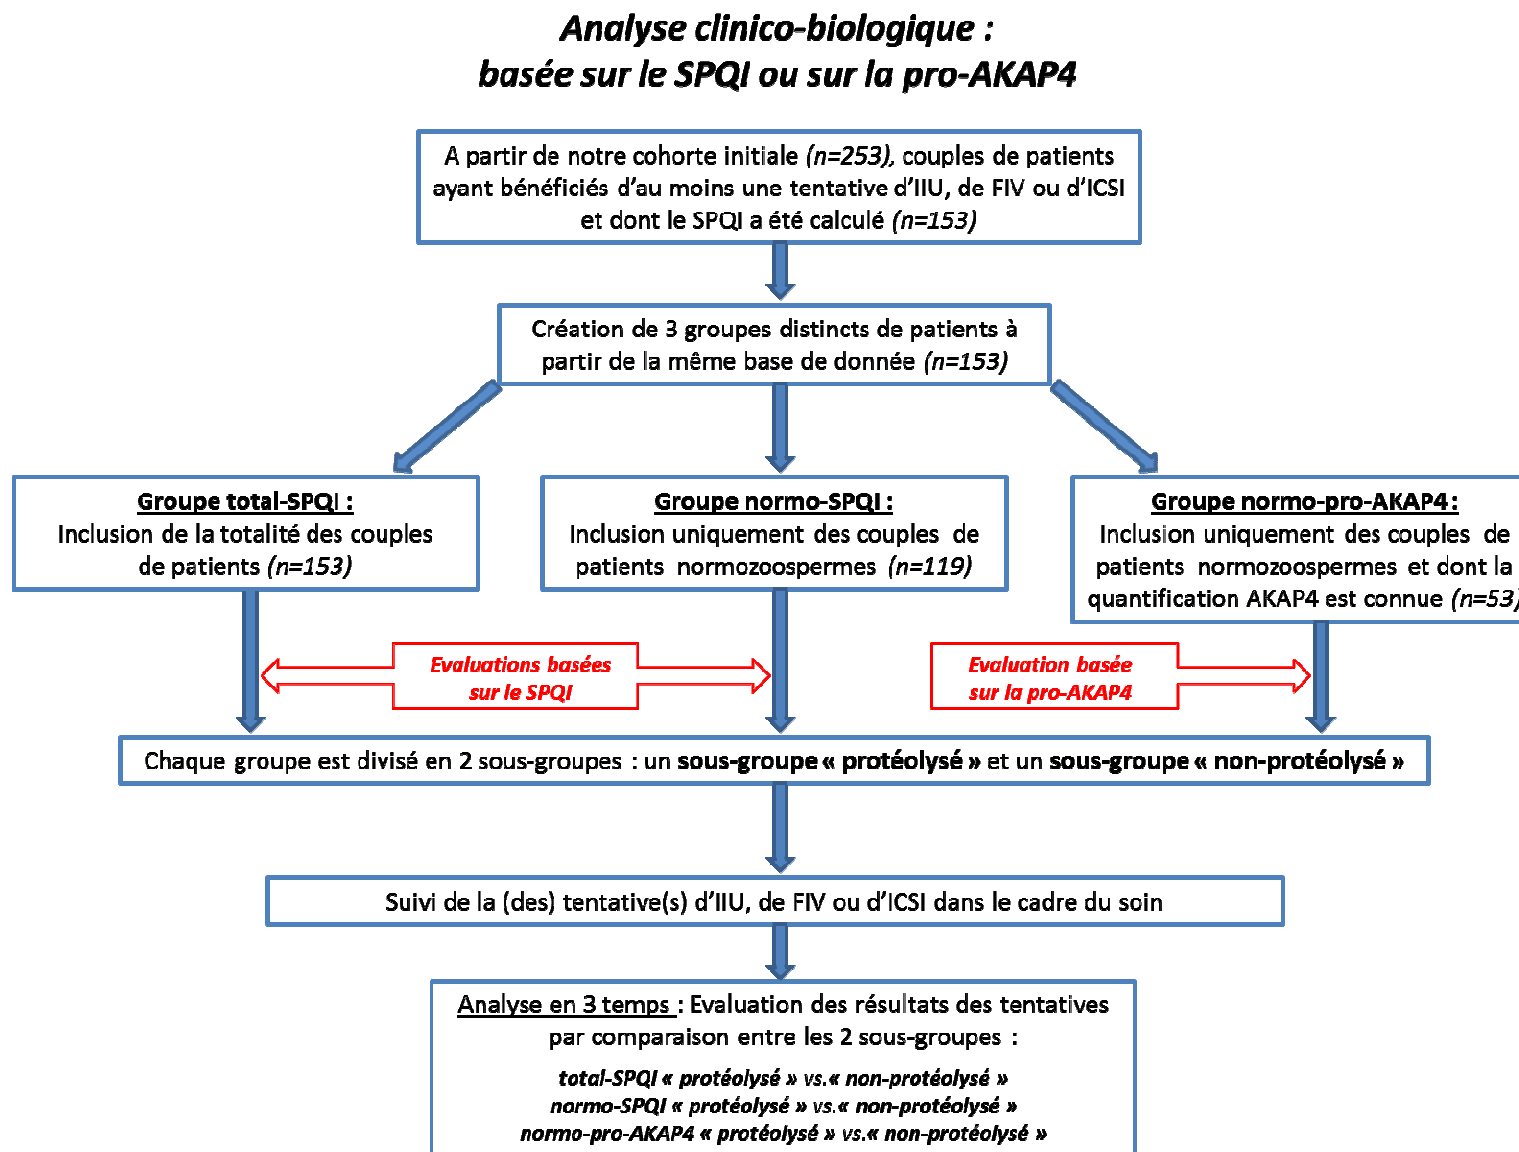 Analyse clinico-biologique :
basée sur le SPQI ou sur la pro-AKAP4
A partir de notre cohorte initiale (n=253), couples de patients
ayant bénéficiés d’au moins une tentative d’IIU, de FIV ou d’ICSI
et dont le SPQI a été calculé (n=153)
Création de 3 groupes distincts de patients à
partir de la même base de donnée (n=153)
Groupe total-SPQI :
Inclusion de la totalité des couples
de patients (n=153)
Groupe normo-SPQI :
Inclusion uniquement des couples de
patients normozoospermes (n=119)
Groupe normo-pro-AKAP4 :
Inclusion uniquement des couples de
patients normozoospermes et dont la
quantification AKAP4 est connue (n=53)
Evaluations basées
sur le SPQI
Evaluation basée
sur la pro-AKAP4
Chaque groupe est divisé en 2 sous-groupes : un sous-groupe « protéolysé » et un sous-groupe « non-protéolysé »
Suivi de la (des) tentative(s) d’IIU, de FIV ou d’ICSI dans le cadre du soin
Analyse en 3 temps : Evaluation des résultats des tentatives
par comparaison entre les 2 sous-groupes :
total-SPQI « protéolysé » vs.« non-protéolysé »
normo-SPQI « protéolysé » vs.« non-protéolysé »
normo-pro-AKAP4 « protéolysé » vs.« non-protéolysé »